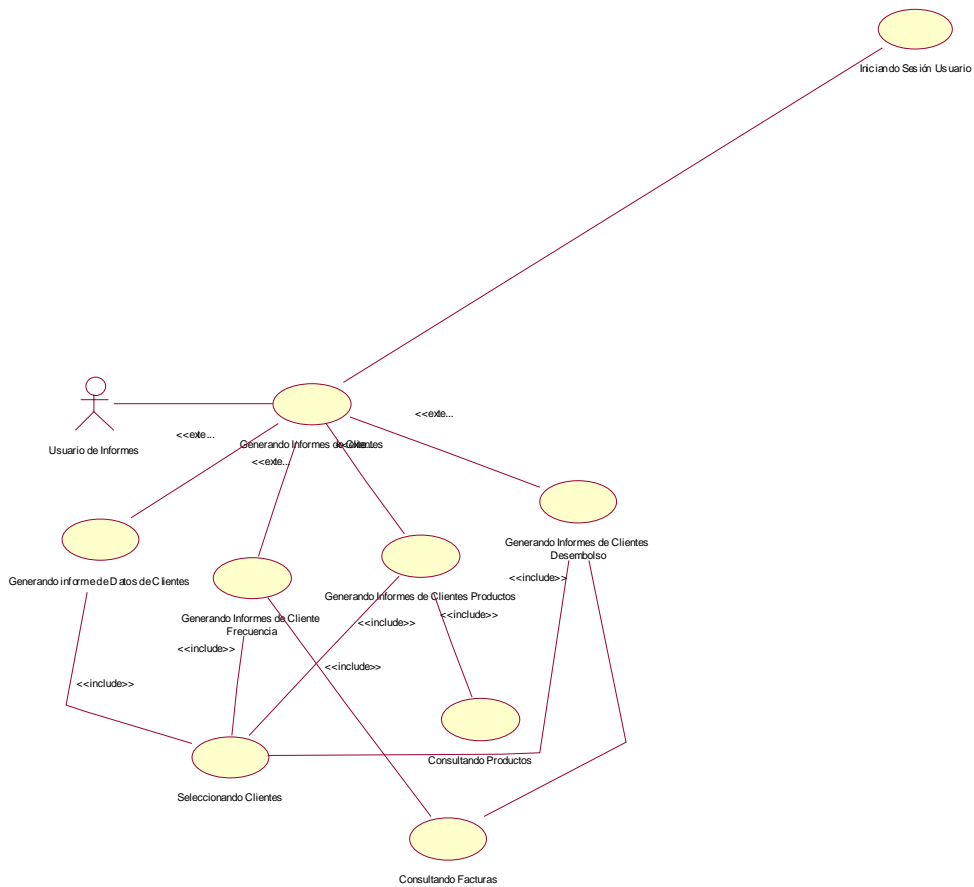 Iniciando Sesión Usuario
<<exte...
<<exte...
Usuario de Informes
Generando Informes de Clientes
<<exte...
Generando Informes de Clientes
Desembolso
Generando informe de Datos de Clientes
<<include>>
Generando Informes de Clientes Productos
<<include>>
Generando Informes de Cliente
Frecuencia
<<include>>
<<include>>
<<include>>
<<include>>
Consultando Productos
Seleccionando Clientes
Consultando Facturas